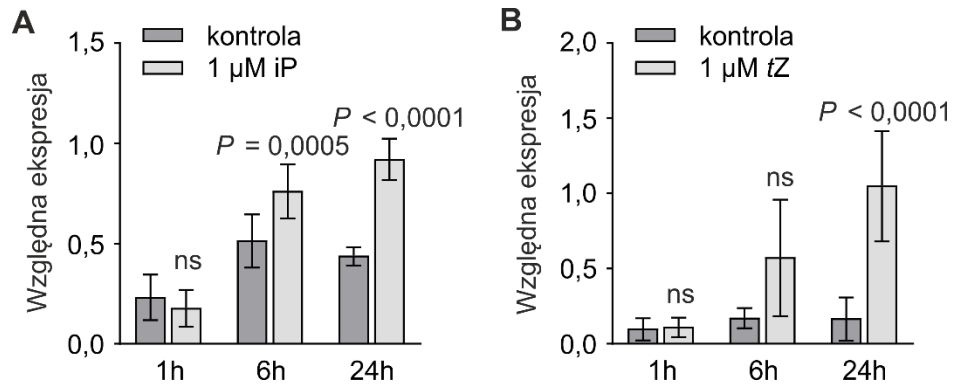 A
kontrola
1 µM iP
Względna ekspresja
1,5
1,0
0,5
0,0
ns
P = 0,0005
P < 0,0001
1h
6h
24h
B
kontrola
1 µM tZ
Względna ekspresja
2,0
1,5
1,0
0,5
0,0
ns
ns
P < 0,0001
1h
6h
24h